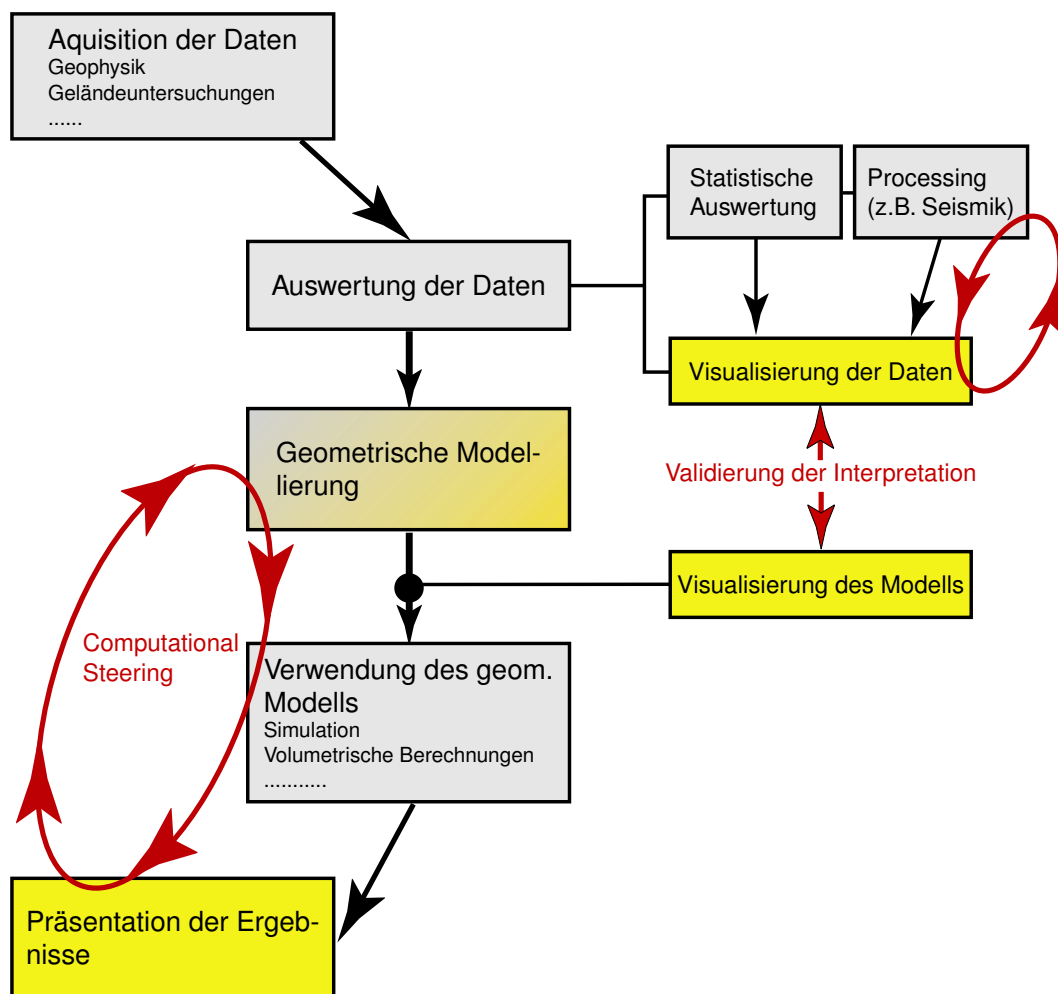 Aquisition der Daten
Geophysik
Geländeuntersuchungen
......
Statistische
Auswertung
Processing
(z.B. Seismik)
Auswertung der Daten
Visualisierung der Daten
Geometrische Model-
lierung
Validierung der Interpretation
Visualisierung des Modells
Computational
Steering
Verwendung des geom.
Modells
Simulation
Volumetrische Berechnungen
...........
Präsentation der Ergeb-
nisse